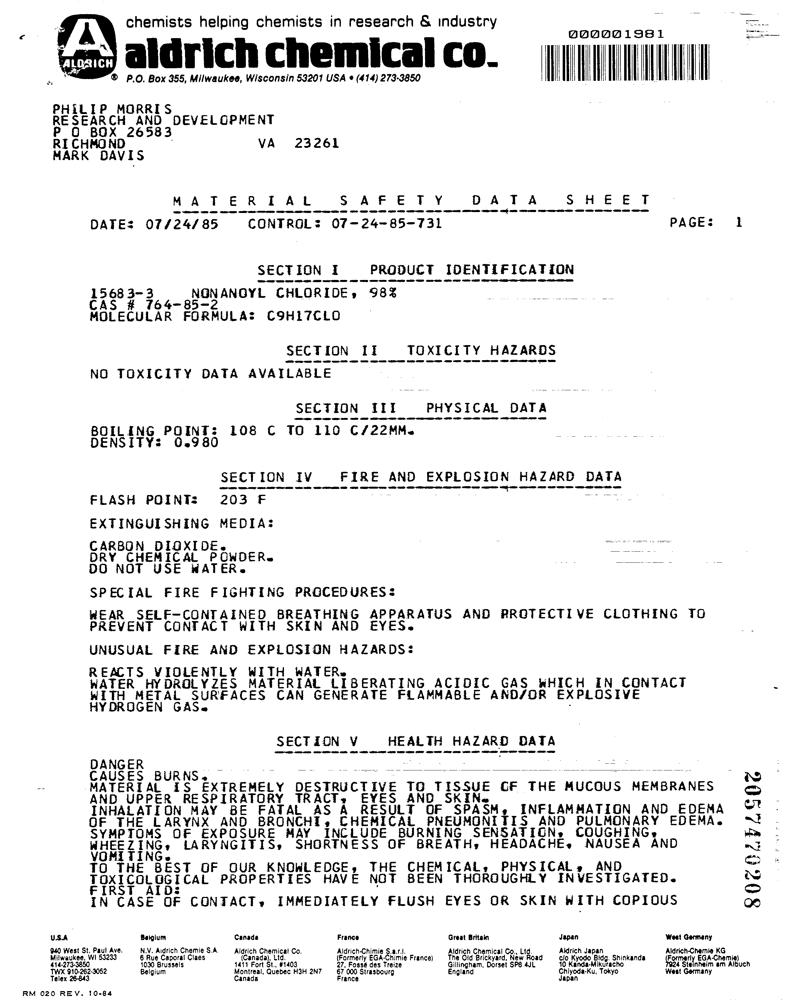 chemists helping chemists in research & industry
aldrich chemical co.
ALDRICH
®
P.O. Box 355, Milwaukee, Wisconsin 53201 USA • (414) 273-3850
000001981
PHILIP MORRIS
RESEARCH AND DEVELOPMENT
P O BOX 26583
RICHMOND VA 23261
MARK DAVIS
MATERIAL SAFETY DATA SHEET
DATE: 07/24/85 CONTROL: 07-24-85-731 PAGE: 1
SECTION I PRODUCT IDENTIFICATION
15683-3 NONANOYL CHLORIDE, 98%
CAS # 764-85-2
MOLECULAR FORMULA: C9H17CLO
SECTION II TOXICITY HAZARDS
NO TOXICITY DATA AVAILABLE
SECTION III PHYSICAL DATA
BOILING POINT: 108 C TO 110 C/22MM.
DENSITY: 0.980
SECTION IV FIRE AND EXPLOSION HAZARD DATA
FLASH POINT: 203 F
EXTINGUISHING MEDIA:
CARBON DIOXIDE.
DRY CHEMICAL POWDER.
DO NOT USE WATER.
SPECIAL FIRE FIGHTING PROCEDURES:
WEAR SELF-CONTAINED BREATHING APPARATUS AND PROTECTIVE CLOTHING TO
PREVENT CONTACT WITH SKIN AND EYES.
UNUSUAL FIRE AND EXPLOSION HAZARDS:
REACTS VIOLENTLY WITH WATER.
WATER HYDROLYZES MATERIAL LIBERATING ACIDIC GAS WHICH IN CONTACT
WITH METAL SURFACES CAN GENERATE FLAMMABLE AND/OR EXPLOSIVE
HYDROGEN GAS.
SECTION V HEALTH HAZARD DATA
DANGER
CAUSES BURNS.
MATERIAL IS EXTREMELY DESTRUCTIVE TO TISSUE OF THE MUCOUS MEMBRANES
AND UPPER RESPIRATORY TRACT, EYES AND SKIN.
INHALATION MAY BE FATAL AS A RESULT OF SPASM, INFLAMMATION AND EDEMA
OF THE LARYNX AND BRONCHI, CHEMICAL PNEUMONITIS AND PULMONARY EDEMA.
SYMPTOMS OF EXPOSURE MAY INCLUDE BURNING SENSATION, COUGHING,
WHEEZING, LARYNGITIS, SHORTNESS OF BREATH, HEADACHE, NAUSEA AND
VOMITING.
TO THE BEST OF OUR KNOWLEDGE, THE CHEMICAL, PHYSICAL, AND
TOXICOLOGICAL PROPERTIES HAVE NOT BEEN THOROUGHLY INVESTIGATED.
FIRST AID:
IN CASE OF CONTACT, IMMEDIATELY FLUSH EYES OR SKIN WITH COPIOUS
2057470208
U.S.A
940 West St. Paul Ave.
Milwaukee, WI 53233
414-273-3850
TWX 910-262-3052
Telex 26-843
Belgium
N.V. Aldrich Chemie S.A.
6 Rue Caporal Claes
1030 Brussels
Belgium
Canada
Aldrich Chemical Co.
(Canada), Ltd.
1411 Fort St., #1403
Montreal, Quebec H3H 2N7
Canada
France
Aldrich-Chimie S.a.r.l.
(Formerly EGA-Chimie France)
27, Fossé des Treize
67 000 Strasbourg
France
Great Britain
Aldrich Chemical Co., Ltd.
The Old Brickyard, New Road
Gillingham, Dorset SP8 4JL
England
Japan
Aldrich Japan
c/o Kyodo Bldg. Shinkanda
10 Kanda-Mikuracho
Chiyoda-Ku, Tokyo
Japan
West Germany
Aldrich-Chemie KG
(Formerly EGA-Chemie)
7924 Steinheim am Albuch
West Germany
RM 020 REV. 10-84